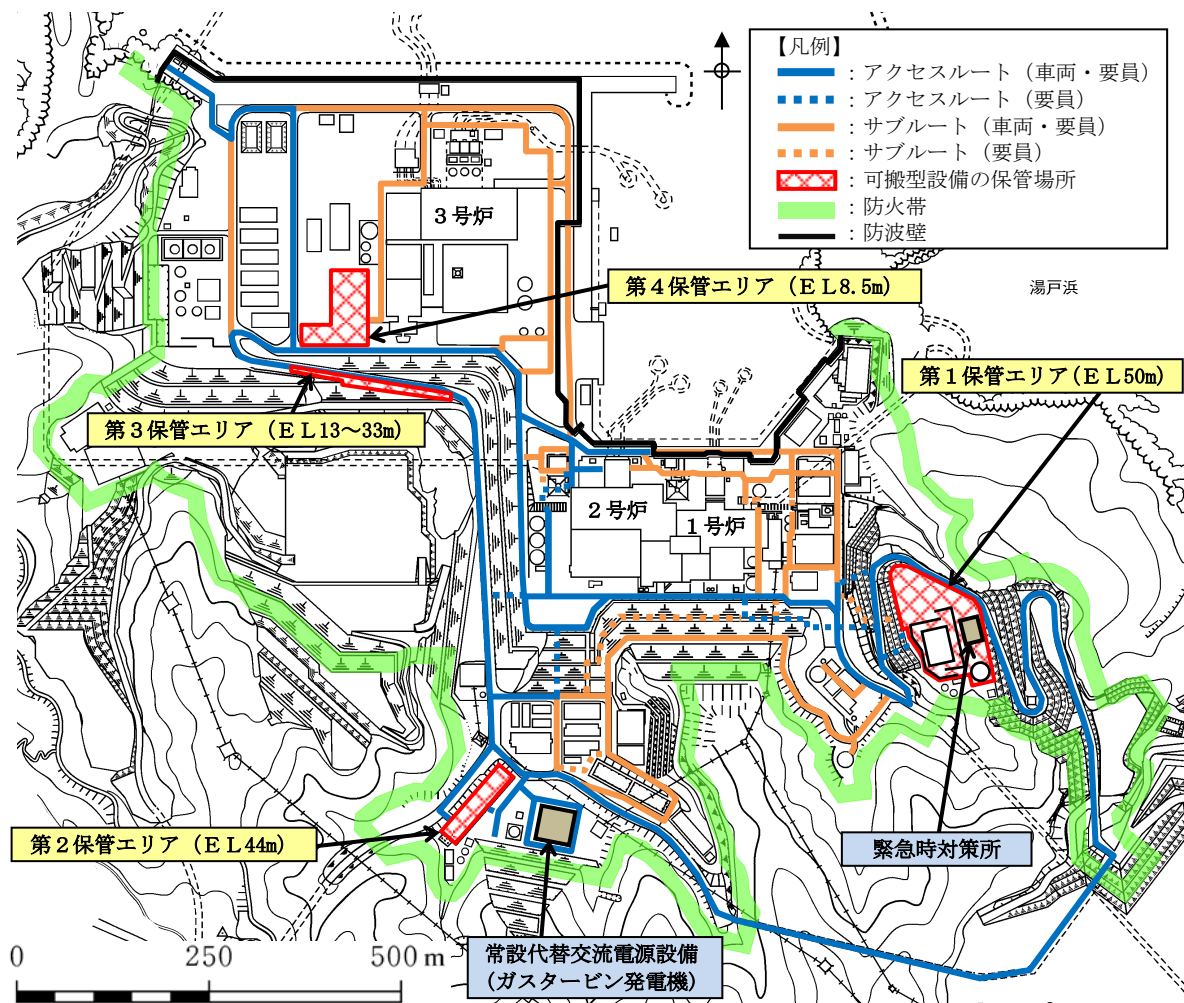 【凡例】
：アクセスルート（車両・要員）
：アクセスルート（要員）
：サブルート（車両・要員）
：サブルート（要員）
：可搬型設備の保管場所
：防火帯
：防波壁
３号炉
第４保管エリア（ＥＬ8.5m）
湯戸浜
第１保管エリア（ＥＬ50m）
第３保管エリア（ＥＬ13～33m）
２号炉
１号炉
第２保管エリア（ＥＬ44m）
緊急時対策所
常設代替交流電源設備
（ガスタービン発電機）
0 250 500 m